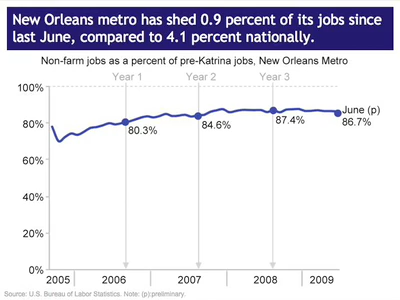 New Orleans metro has shed 0.9 percent of its jobs since
last June, compared to 4.1 percent nationally.
Non-farm jobs as a percent of pre-Katrina jobs, New Orleans Metro
Year 1 Year 2 Year 3
100%
80%
60%
40%
20%
0%
80.3%
84.6%
87.4%
June (p)
86.7%
2005 2006 2007 2008 2009
Source: U.S. Bureau of Labor Statistics. Note: (p):preliminary.